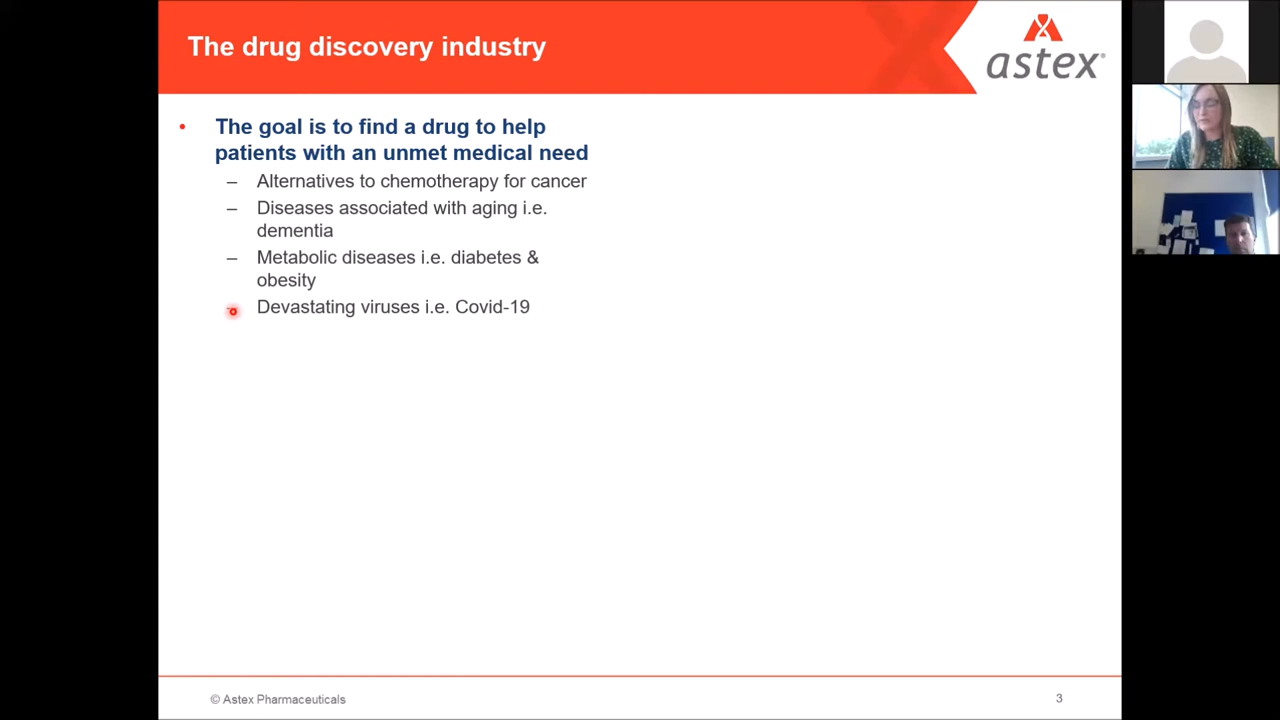 The drug discovery industry
astex®
• The goal is to find a drug to help
patients with an unmet medical need
– Alternatives to chemotherapy for cancer
– Diseases associated with aging i.e.
dementia
– Metabolic diseases i.e. diabetes &
obesity
– Devastating viruses i.e. Covid-19
© Astex Pharmaceuticals
3